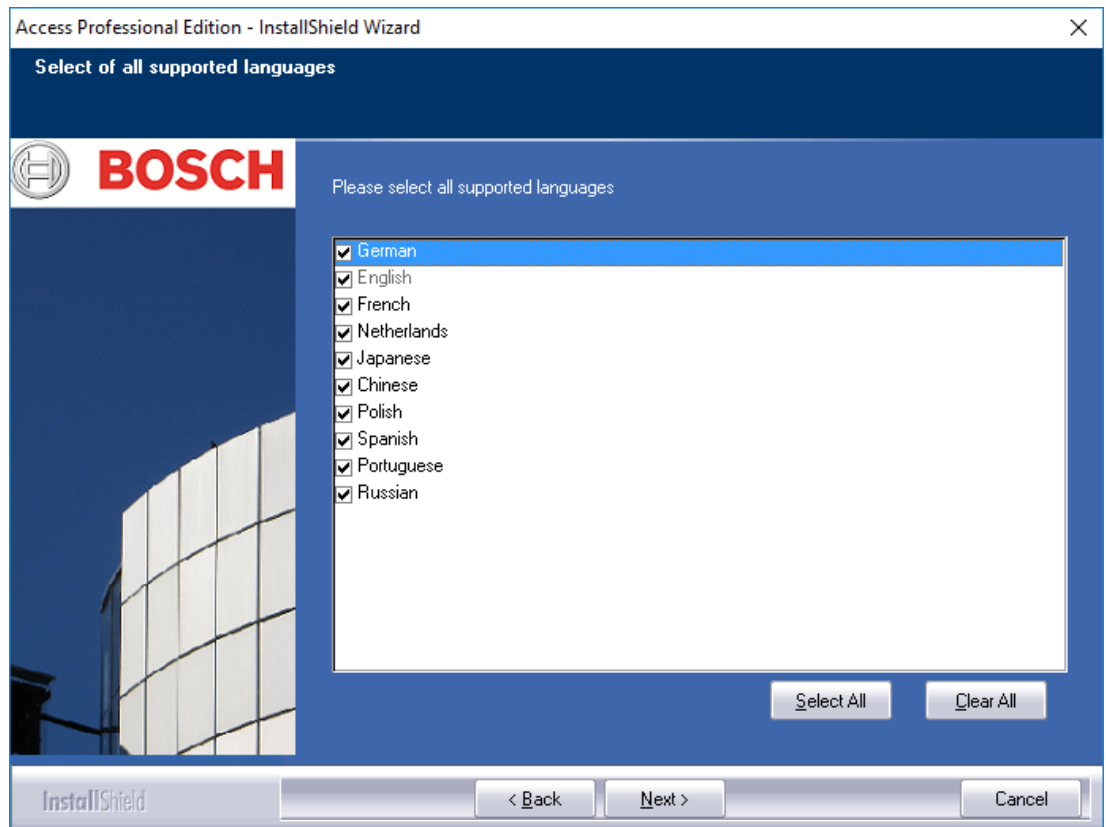 Access Professional Edition - InstallShield Wizard
Select of all supported languages
BOSCH
Please select all supported languages
German
English
French
Netherlands
Japanese
Chinese
Polish
Spanish
Portuguese
Russian
Select All
Clear All
InstallShield
< Back
Next >
Cancel